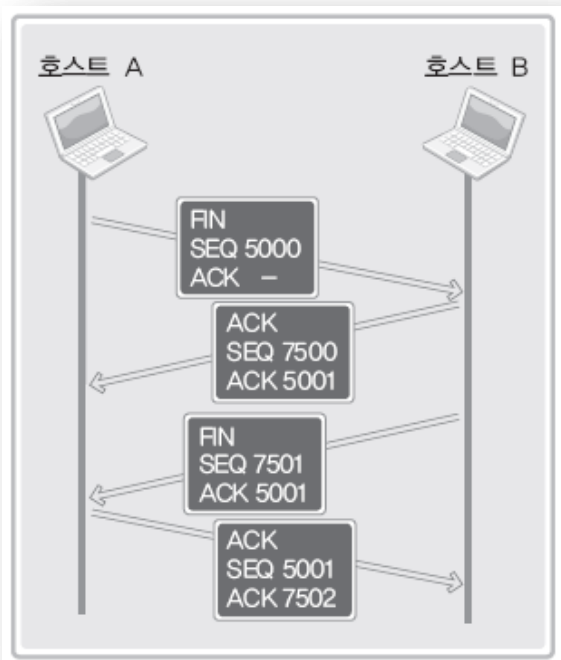 호스트 A
호스트 B
FIN
SEQ 5000
ACK –
ACK
SEQ 7500
ACK 5001
FIN
SEQ 7501
ACK 5001
ACK
SEQ 5001
ACK 7502